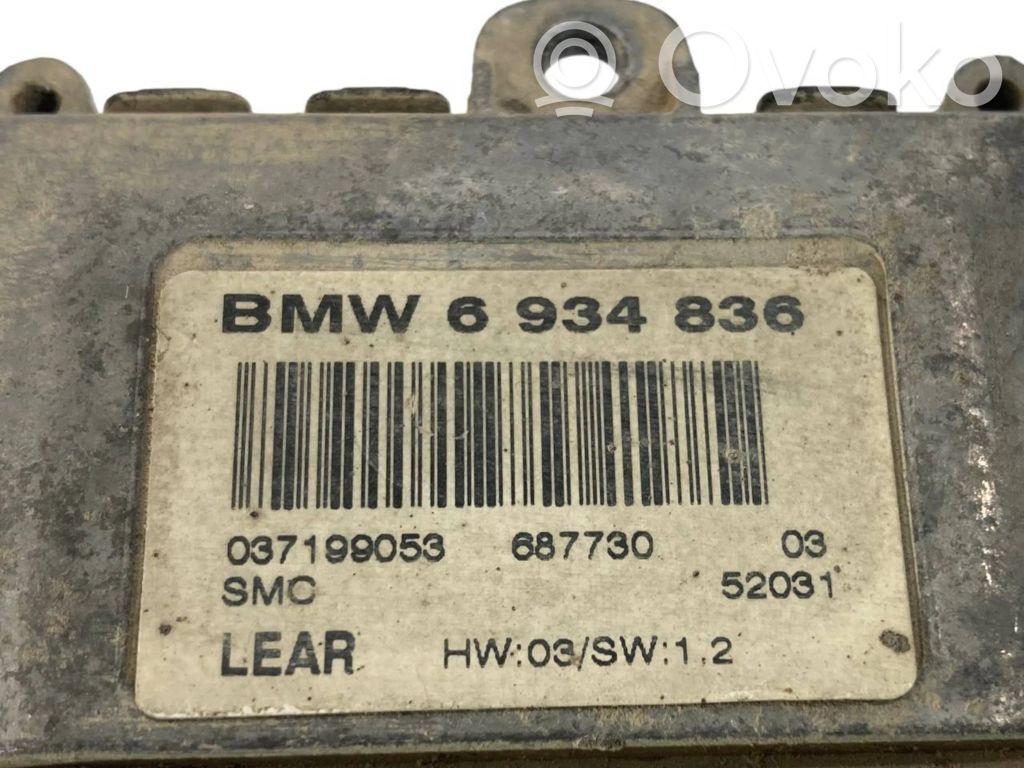 Ovoko
BMW 6 934 836
037199053 687730 03
SMC 52031
LEAR HW:03/SW:1.2